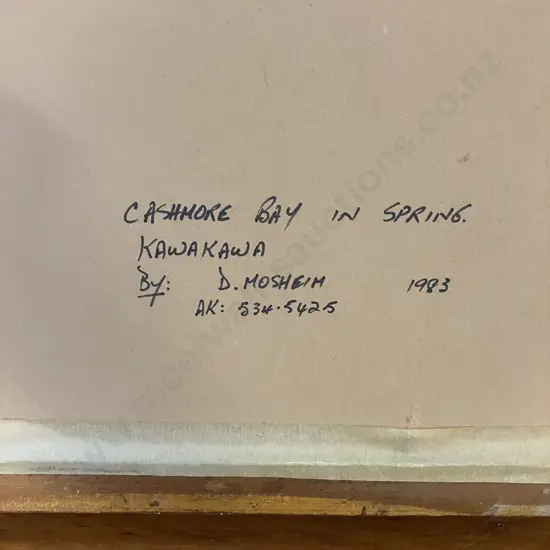 CASHMORE BAY IN SPRING.
KAWAKAWA
By: D. MOSHEIM 1983
AK: 534·5425